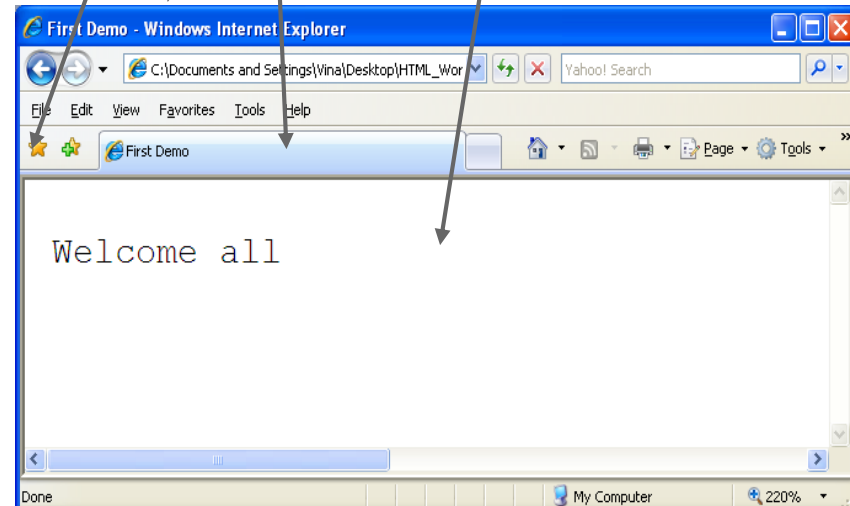 First Demo - Windows Internet Explorer
C:\Documents and Settings\Vina\Desktop\HTML_Wor Yahoo! Search
File Edit View Favorites Tools Help
First Demo Page Tools »
Welcome all
Done My Computer 220%